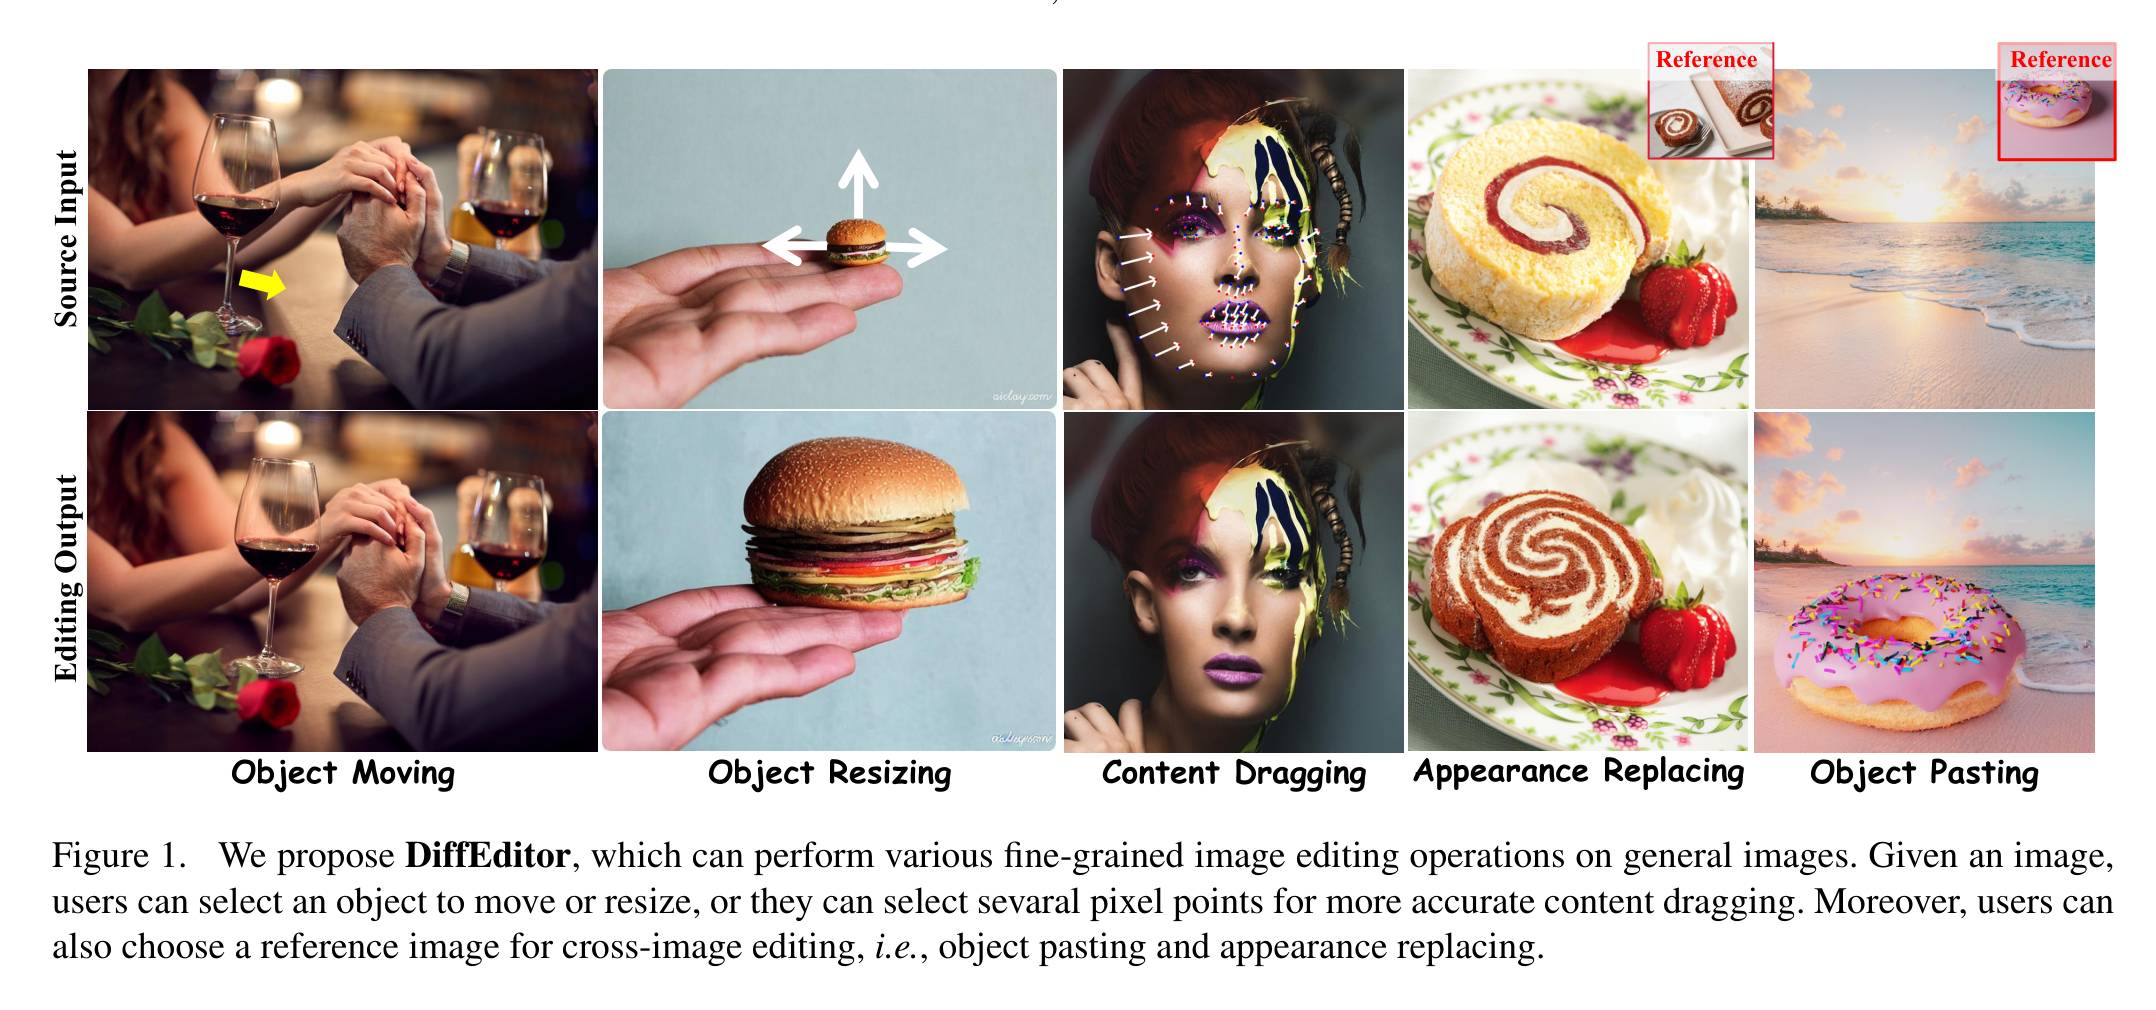 Reference
Reference
Source Input
aiclay.com
Editing Output
Object Moving
Object Resizing
Content Dragging
Appearance Replacing
Object Pasting
Figure 1. We propose DiffEditor, which can perform various fine-grained image editing operations on general images. Given an image,
users can select an object to move or resize, or they can select sevaral pixel points for more accurate content dragging. Moreover, users can
also choose a reference image for cross-image editing, i.e., object pasting and appearance replacing.